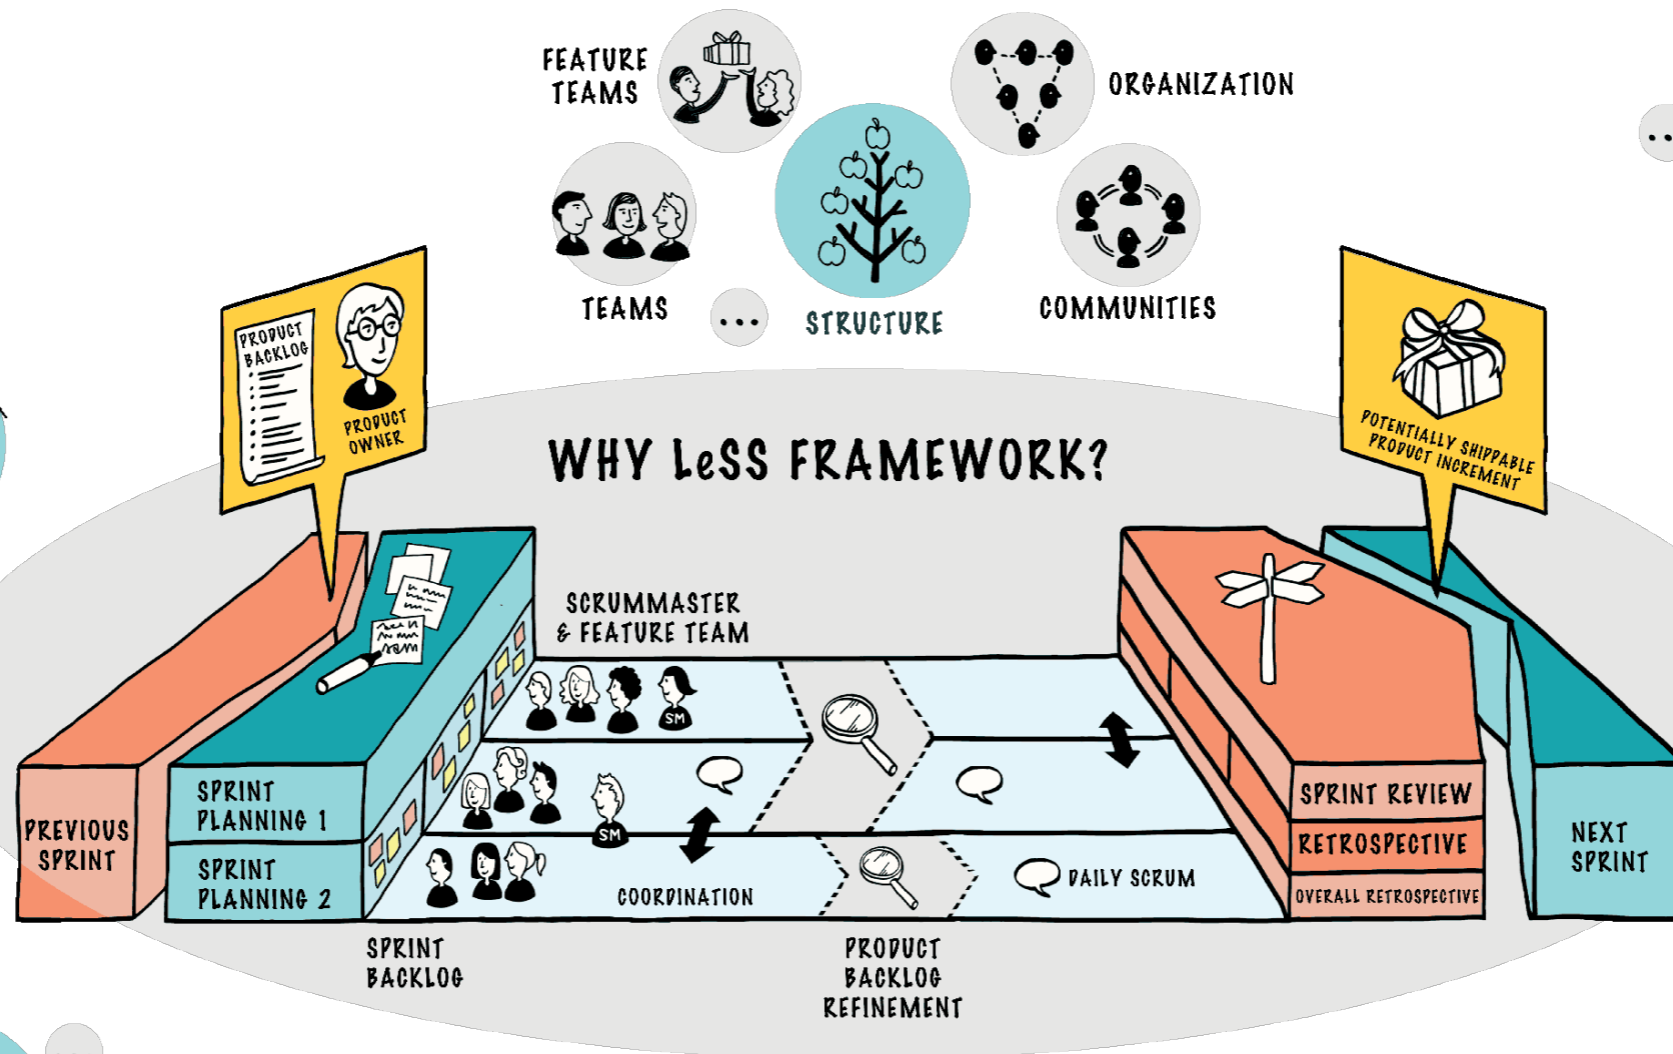 FEATURE
TEAMS
ORGANIZATION
TEAMS
...
STRUCTURE
COMMUNITIES
PRODUCT
BACKLOG
PRODUCT
OWNER
POTENTIALLY SHIPPABLE
PRODUCT INCREMENT
WHY LeSS FRAMEWORK?
SCRUMMASTER
& FEATURE TEAM
SM
SM
PREVIOUS
SPRINT
SPRINT
PLANNING 1
SPRINT
PLANNING 2
COORDINATION
DAILY SCRUM
SPRINT REVIEW
RETROSPECTIVE
OVERALL RETROSPECTIVE
NEXT
SPRINT
SPRINT
BACKLOG
PRODUCT
BACKLOG
REFINEMENT